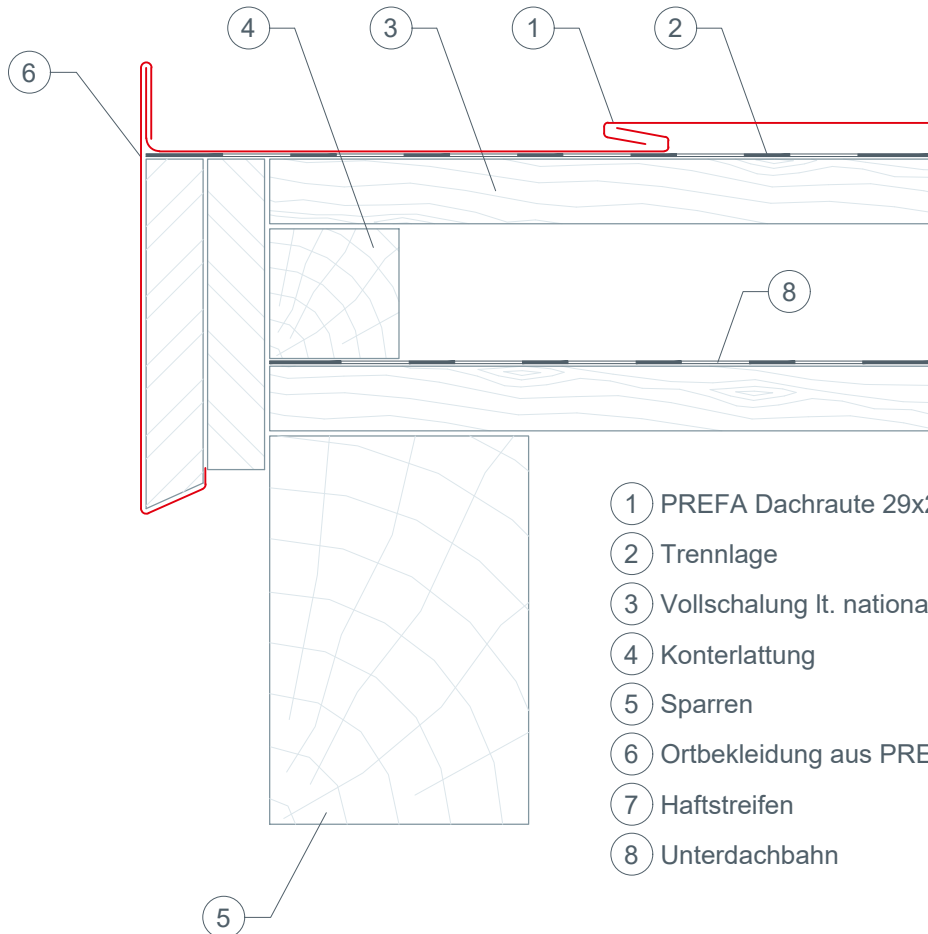 4 3 1 2
6
8
1 PREFA Dachraute 29x
2 Trennlage
3 Vollschalung lt. nationa
4 Konterlattung
5 Sparren
6 Ortbekleidung aus PRE
7 Haftstreifen
8 Unterdachbahn
5